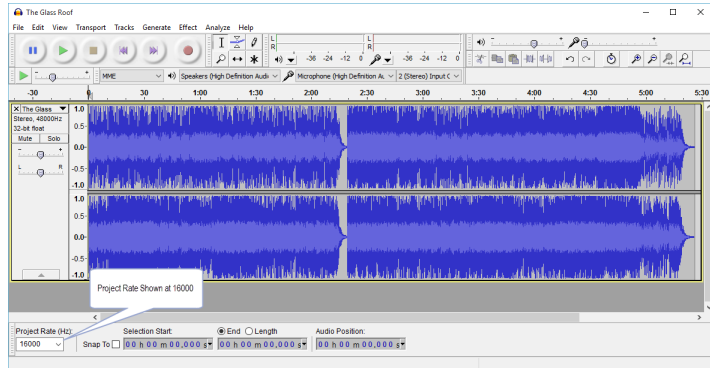 The Glass Roof
File Edit View Transport Tracks Generate Effect Analyze Help
L
R
-36 -24 -12 0
L
R
-36 -24 -12 0
MME
Speakers (High Definition Audi
Microphone (High Definition Au
2 (Stereo) Input C
-30 0 30 1:00 1:30 2:00 2:30 3:00 3:30 4:00 4:30 5:00 5:30
The Glass
Stereo, 48000Hz
32-bit float
Mute Solo
- +
L R
1.0
0.5-
0.0-
-0.5-
-1.0
1.0
0.5-
0.0-
-0.5-
-1.0
Project Rate Shown at 16000
Project Rate (Hz): Selection Start: End Length Audio Position:
16000 Snap To 00 h 00 m 00,000 s 00 h 00 m 00,000 s 00 h 00 m 00,000 s